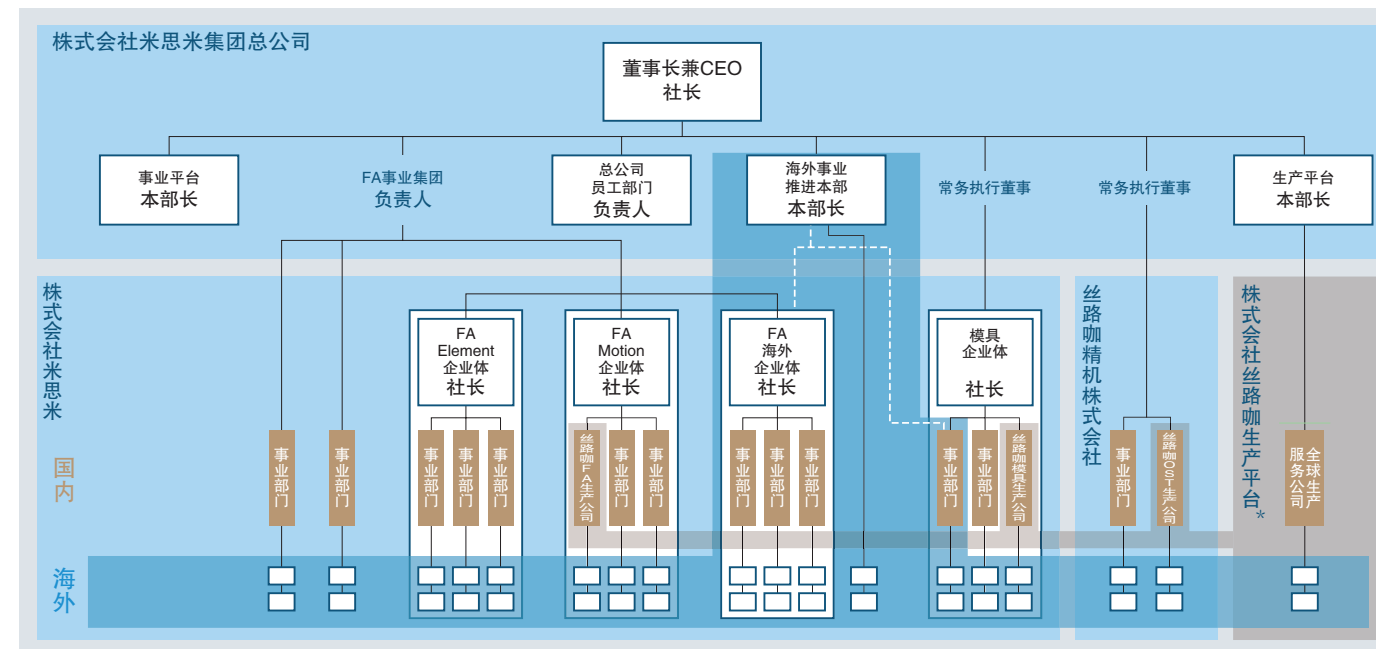 株式会社米思米集团总公司
董事长兼CEO
社长
事业平台
本部长
FA事业集团
负责人
总公司
员工部门
负责人
海外事业
推进本部
本部长
常务执行董事
常务执行董事
生产平台
本部长
株式会社米思米
FA
Element
企业体
社长
FA
Motion
企业体
社长
FA
海外
企业体
社长
模具
企业体
社长
丝路咖精机株式会社
株式会社丝路咖生产平台*
国内
事业部门
事业部门
事业部门
事业部门
事业部门
丝路咖FA生产公司
事业部门
事业部门
事业部门
事业部门
事业部门
事业部门
事业部门
丝路咖模具生产公司
事业部门
丝路咖OST生产公司
全球生产
服务公司
海外